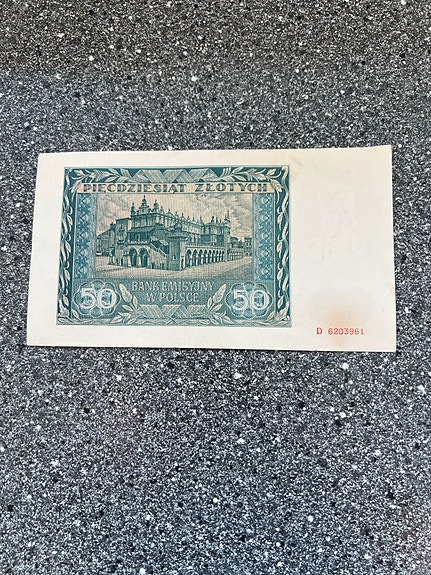 PIĘĆDZIESIĄT ZŁOTYCH
BANK EMISYJNY
W POLSCE
50 50
D 6203961